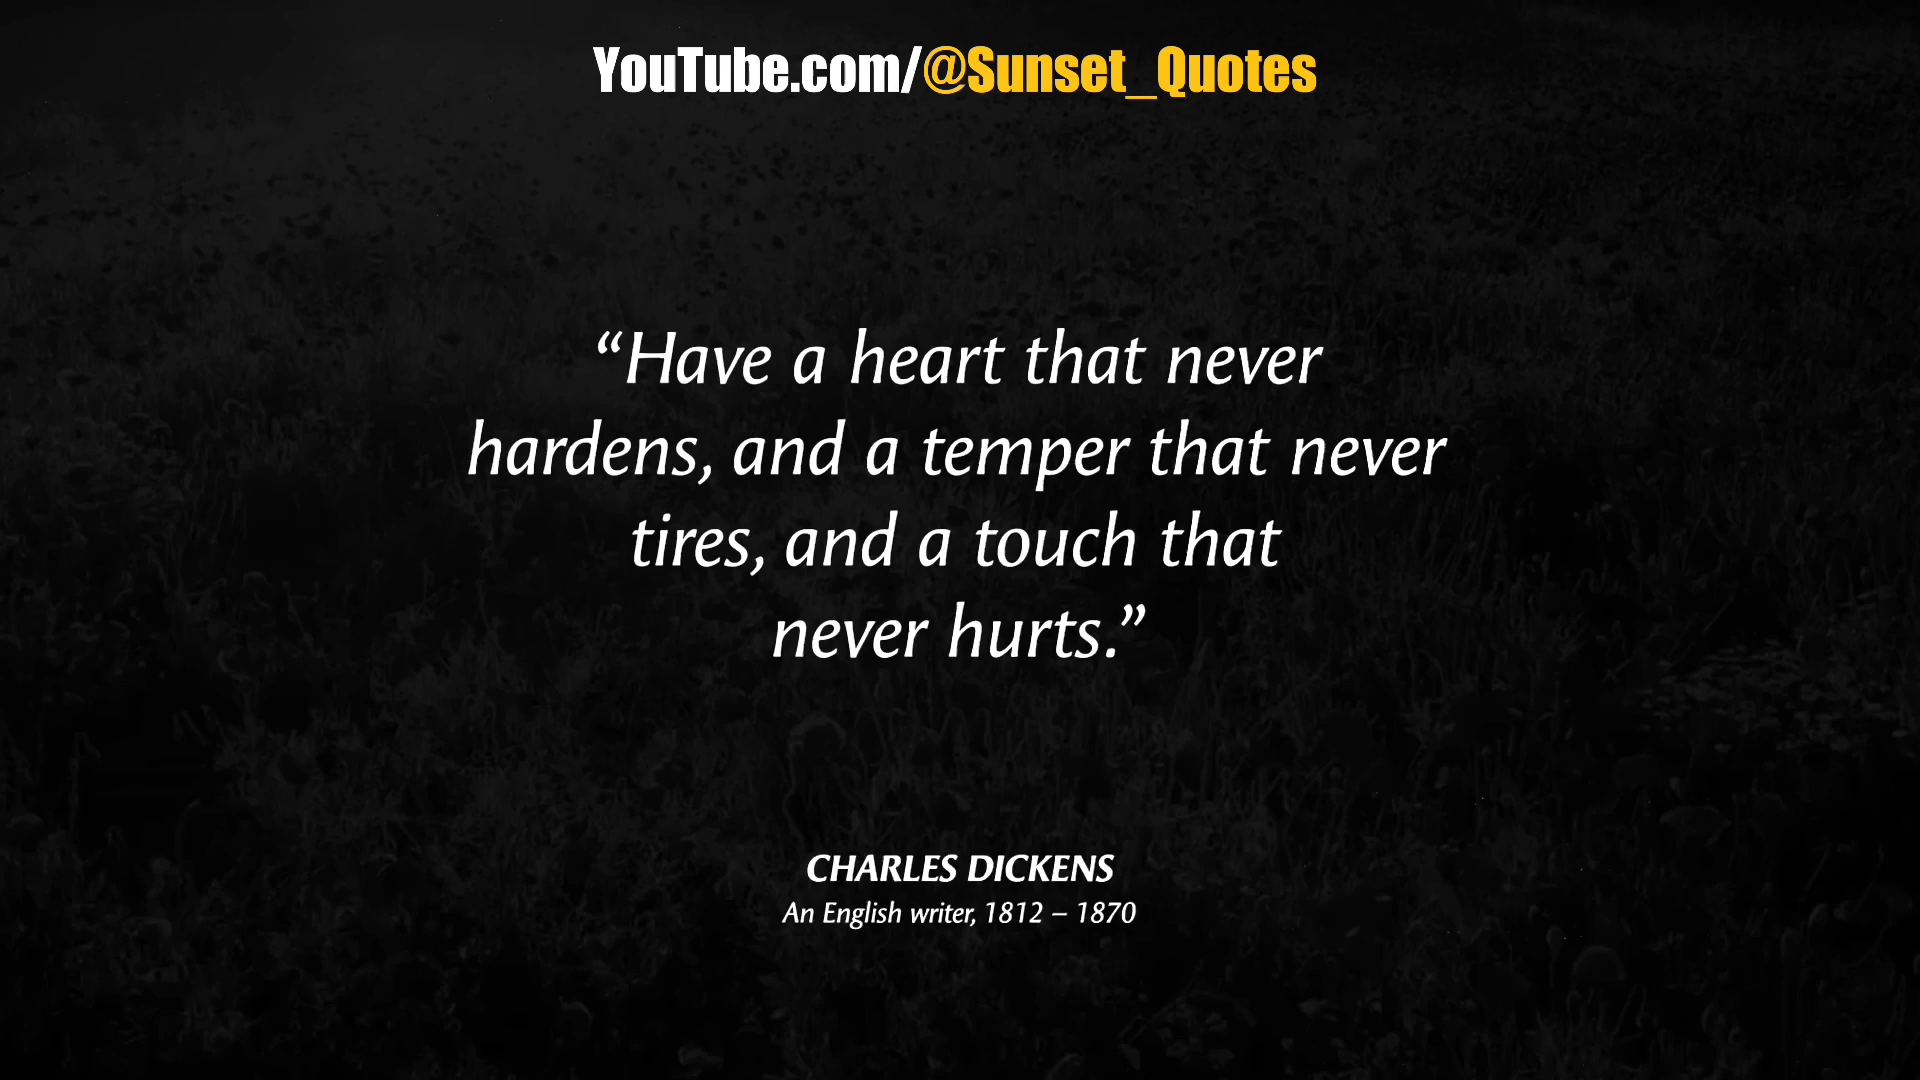 YouTube.com/@Sunset_Quotes
“Have a heart that never
hardens, and a temper that never
tires, and a touch that
never hurts.”
CHARLES DICKENS
An English writer, 1812 – 1870